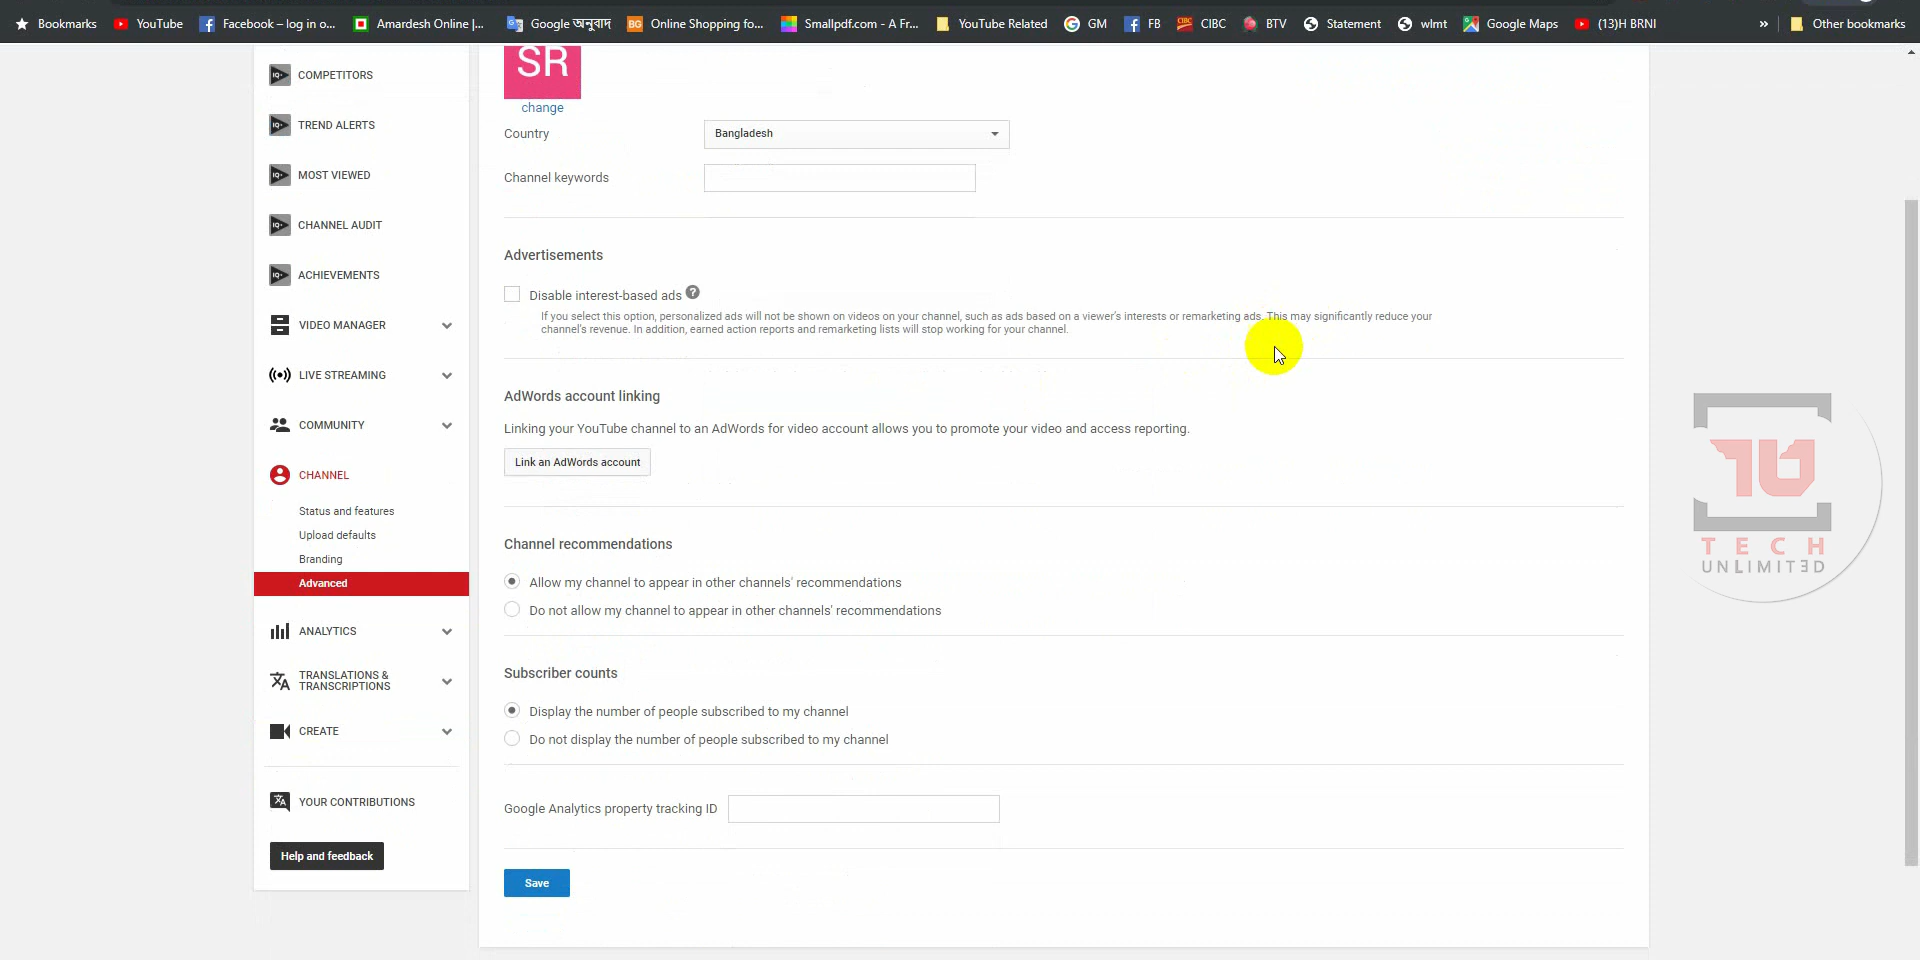 Bookmarks YouTube Facebook – log in o... Amardesh Online |... Google অনুবাদ BG Online Shopping fo... Smallpdf.com - A Fr... YouTube Related GM FB CIBC CIBC BTV Statement wlmt Google Maps (13)H BRNI » Other bookmarks
SR
change
IQ+ COMPETITORS
IQ+ TREND ALERTS
IQ+ MOST VIEWED
IQ+ CHANNEL AUDIT
IQ+ ACHIEVEMENTS
VIDEO MANAGER
LIVE STREAMING
COMMUNITY
CHANNEL
Status and features
Upload defaults
Branding
Advanced
ANALYTICS
TRANSLATIONS &
TRANSCRIPTIONS
CREATE
YOUR CONTRIBUTIONS
Help and feedback
Country Bangladesh
Channel keywords
Advertisements
Disable interest-based ads ?
If you select this option, personalized ads will not be shown on videos on your channel, such as ads based on a viewer's interests or remarketing ads. This may significantly reduce your
channel's revenue. In addition, earned action reports and remarketing lists will stop working for your channel.
AdWords account linking
Linking your YouTube channel to an AdWords for video account allows you to promote your video and access reporting.
Link an AdWords account
Channel recommendations
Allow my channel to appear in other channels' recommendations
Do not allow my channel to appear in other channels' recommendations
Subscriber counts
Display the number of people subscribed to my channel
Do not display the number of people subscribed to my channel
Google Analytics property tracking ID
Save
TU
TECH
UNLIMITED